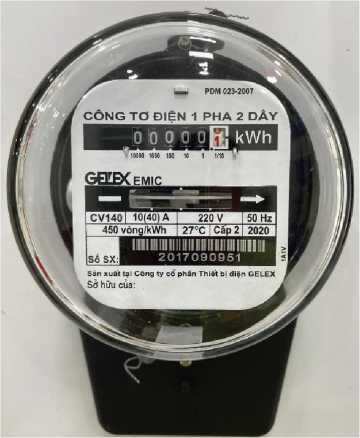 PDM 023-2007
CÔNG TƠ ĐIỆN 1 PHA 2 DÂY
000001 kWh
10000 1000 100 10 1 1/10
GELEX EMIC
CV140 10(40) A 220 V 50 Hz
450 vòng/kWh 27°C Cấp 2 2020
Số SX: 2017090951
1A1V
Sản xuất tại Công ty cổ phần Thiết bị điện GELEX
Sở hữu của: